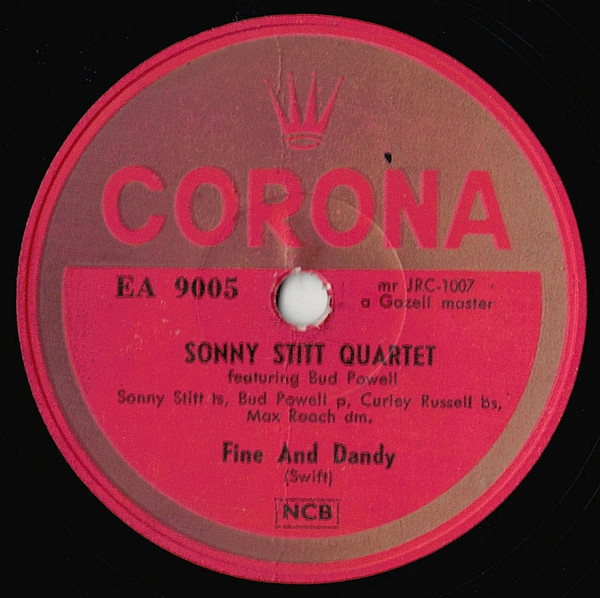 CORONA
EA 9005
mr JRC-1007
a Gazell master
SONNY STITT QUARTET
featuring Bud Powell
Sonny Stitt ts, Bud Powell p, Curley Russell bs,
Max Roach dm.
Fine And Dandy
(Swift)
NCB